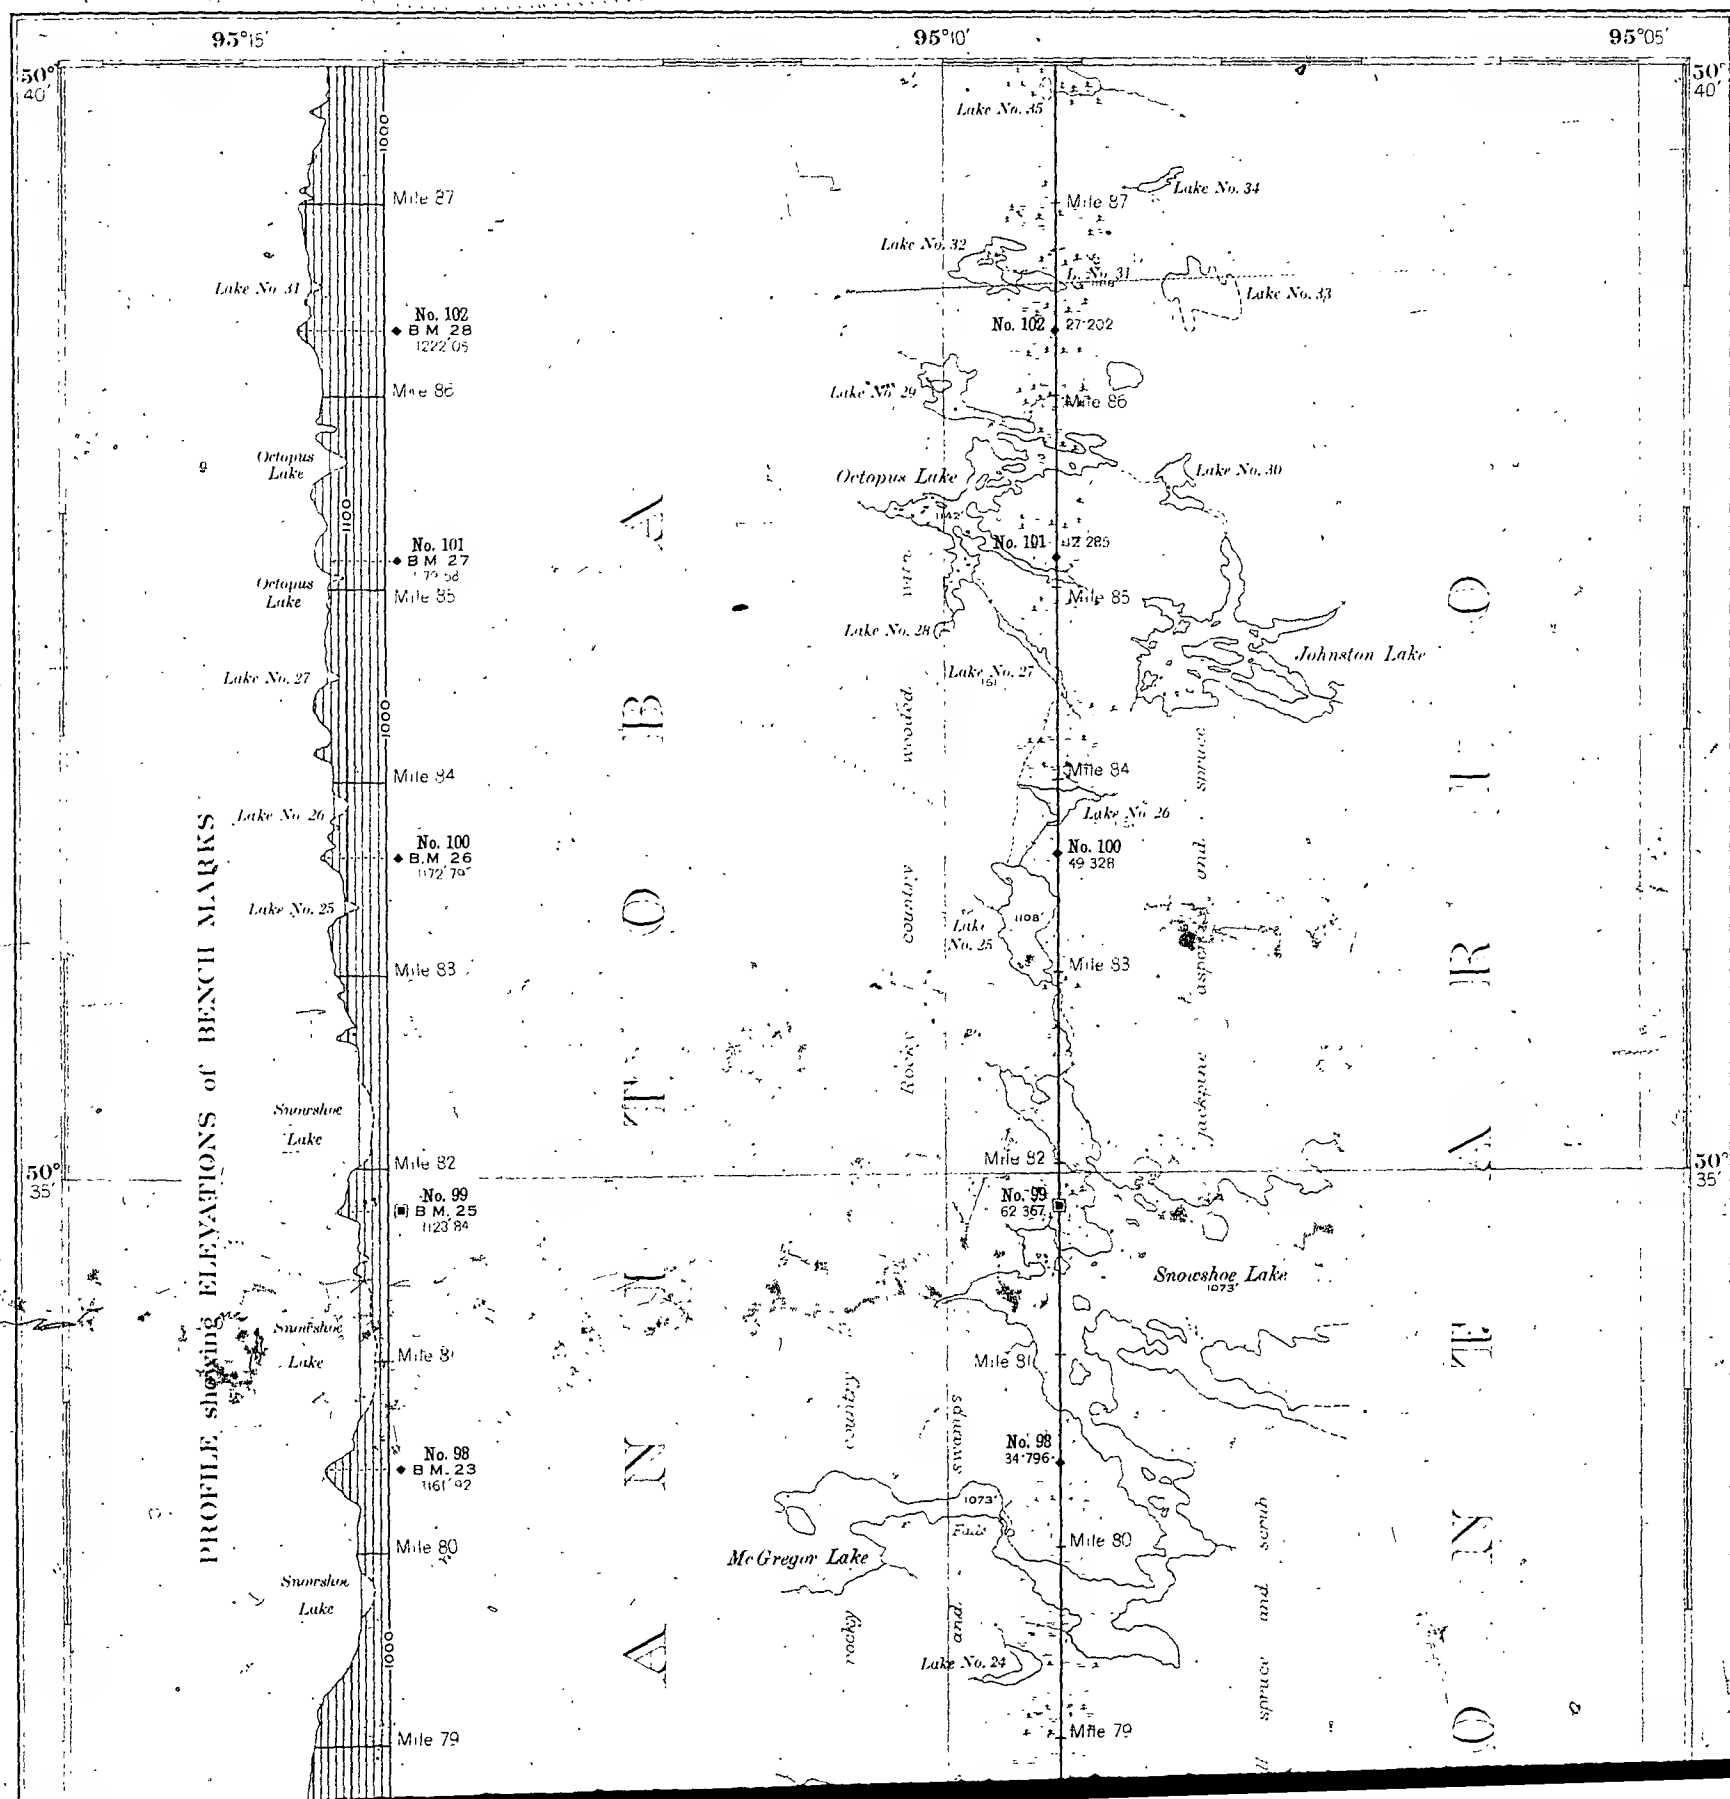 95°15′
95°10′
95°05′
50°
40′
50°
40′
1000
Lake No. 35
Mile 87
Mile 87
Lake No. 34
Lake No. 32
Lake No. 31
L. No. 31
Lake No. 33
No. 102
B M 28
1222.05
No. 102
27.202
Mile 86
Mile 86
Lake No. 29
Octopus
Lake
Octopus Lake
1142
Lake No. 30
1100
No. 101
B M 27
No. 101
Octopus
Lake
Mile 85
Mile 85
Lake No. 28
Johnston Lake
Lake No. 27
Lake No. 27
1000
Mile 84
Mile 84
Lake No. 26
Lake No. 26
No. 100
B.M. 26
1172.79
No. 100
49.328
Lake No. 25
Lake
No. 25
1108′
Mile 83
Mile 83
Snowshoe
Lake
Mile 82
Mile 82
50°
35′
50°
35′
No. 99
B M. 25
1123.84
No. 99
62.367
Snowshoe Lake
1073′
Snowshoe
Lake
Mile 81
Mile 81
No. 98
B M. 23
1161.92
No. 98
34.796
1073′
Falls
McGregor Lake
Mile 80
Mile 80
Snowshoe
Lake
1000
Lake No. 24
Mile 79
Mile 79
PROFILE showing ELEVATIONS of BENCH MARKS
MANITOBA
ONTARIO
Rocky country wooded with
jackpine aspen and spruce
rocky country
and swamps
spruce and scrub